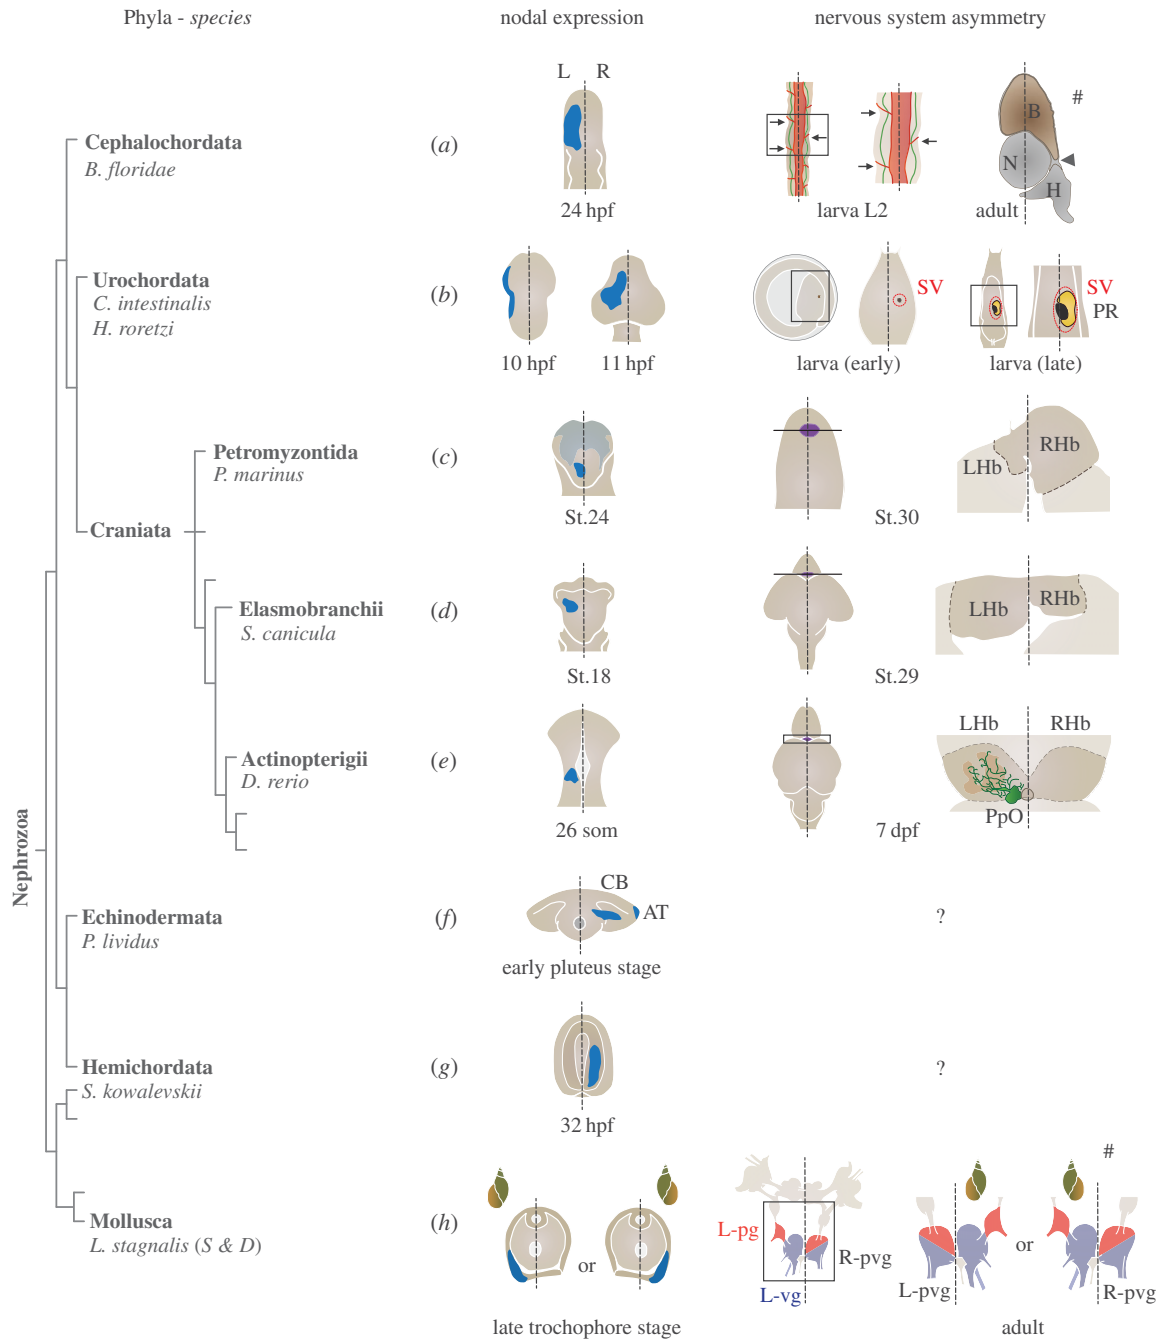 Phyla - species
nodal expression
nervous system asymmetry
L R
Cephalochordata
B. floridae
(a)
24 hpf
larva L2
B
N
H
#
adult
Urochordata
C. intestinalis
H. roretzi
(b)
10 hpf
11 hpf
SV
larva (early)
SV
PR
larva (late)
Petromyzontida
P. marinus
(c)
St.24
St.30
LHb
RHb
Craniata
Elasmobranchii
S. canicula
(d)
St.18
St.29
LHb
RHb
Actinopterigii
D. rerio
(e)
26 som
7 dpf
LHb
RHb
PpO
Nephrozoa
Echinodermata
P. lividus
(f)
CB
AT
early pluteus stage
?
Hemichordata
S. kowalevskii
(g)
32 hpf
?
Mollusca
L. stagnalis (S & D)
(h)
or
late trochophore stage
L-pg
R-pvg
L-vg
#
or
L-pvg
R-pvg
adult